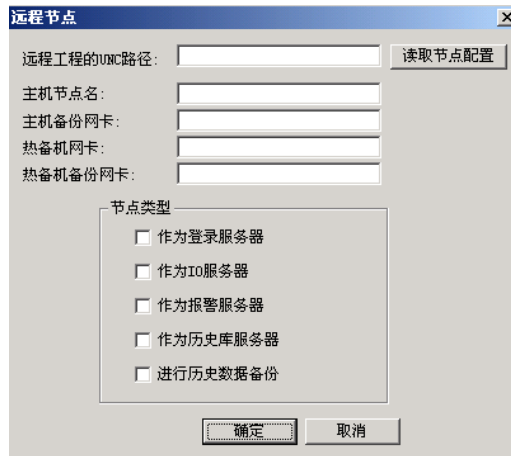 远程节点
远程工程的UNC路径: 读取节点配置
主机节点名:
主机备份网卡:
热备机网卡:
热备机备份网卡:
节点类型
作为登录服务器
作为IO服务器
作为报警服务器
作为历史库服务器
进行历史数据备份
确定 取消